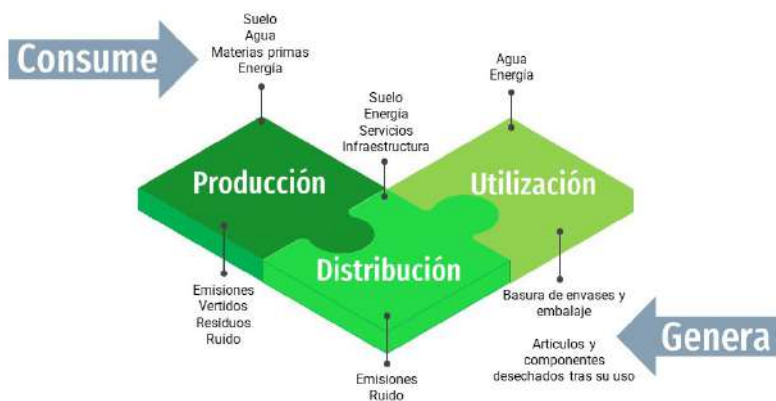 Consume
Suelo
Agua
Materias primas
Energía
Suelo
Energía
Servicios
Infraestructura
Agua
Energía
Producción
Distribución
Utilización
Emisiones
Vertidos
Residuos
Ruido
Emisiones
Ruido
Basura de envases y
embalaje
Artículos y
componentes
desechados tras su uso
Genera